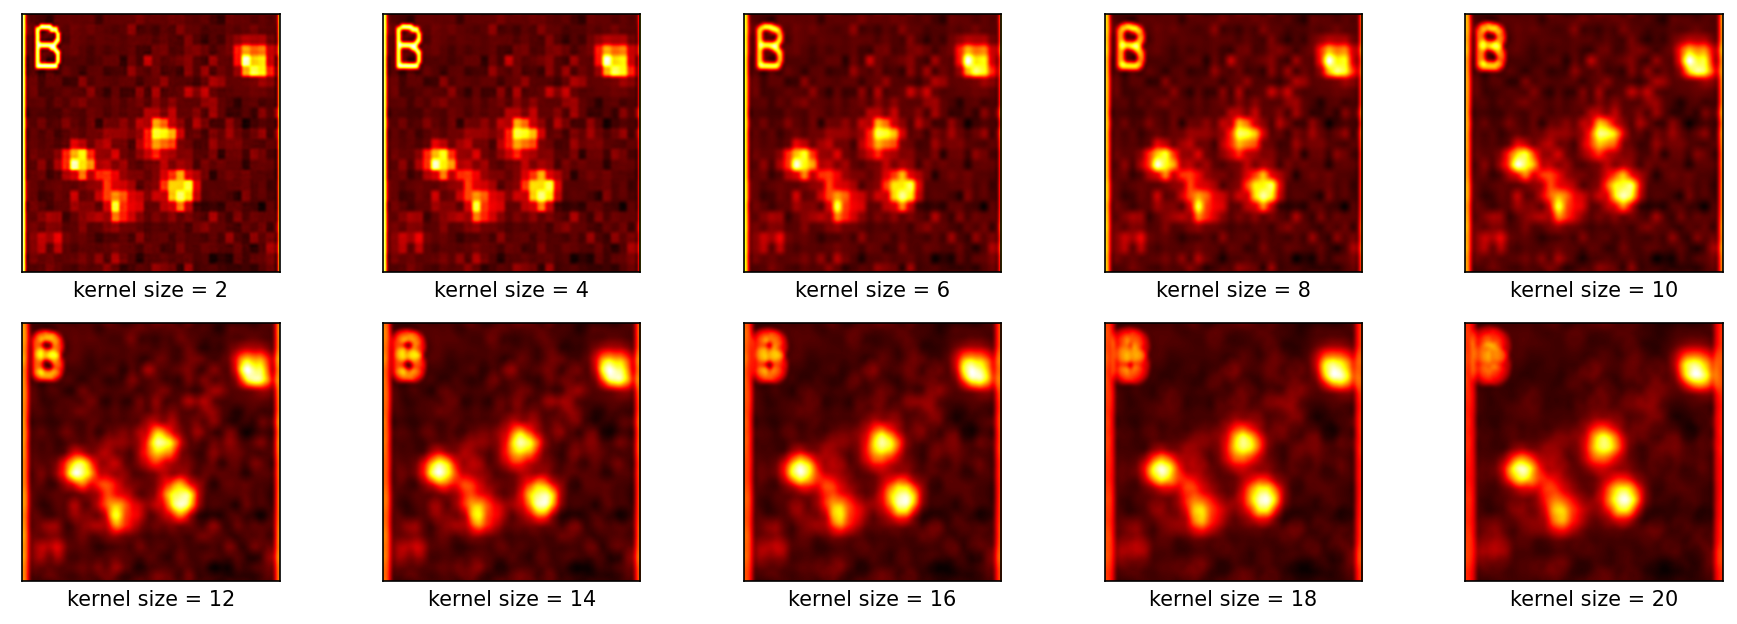 B B B B B
kernel size = 2 kernel size = 4 kernel size = 6 kernel size = 8 kernel size = 10
B B B
kernel size = 12 kernel size = 14 kernel size = 16 kernel size = 18 kernel size = 20